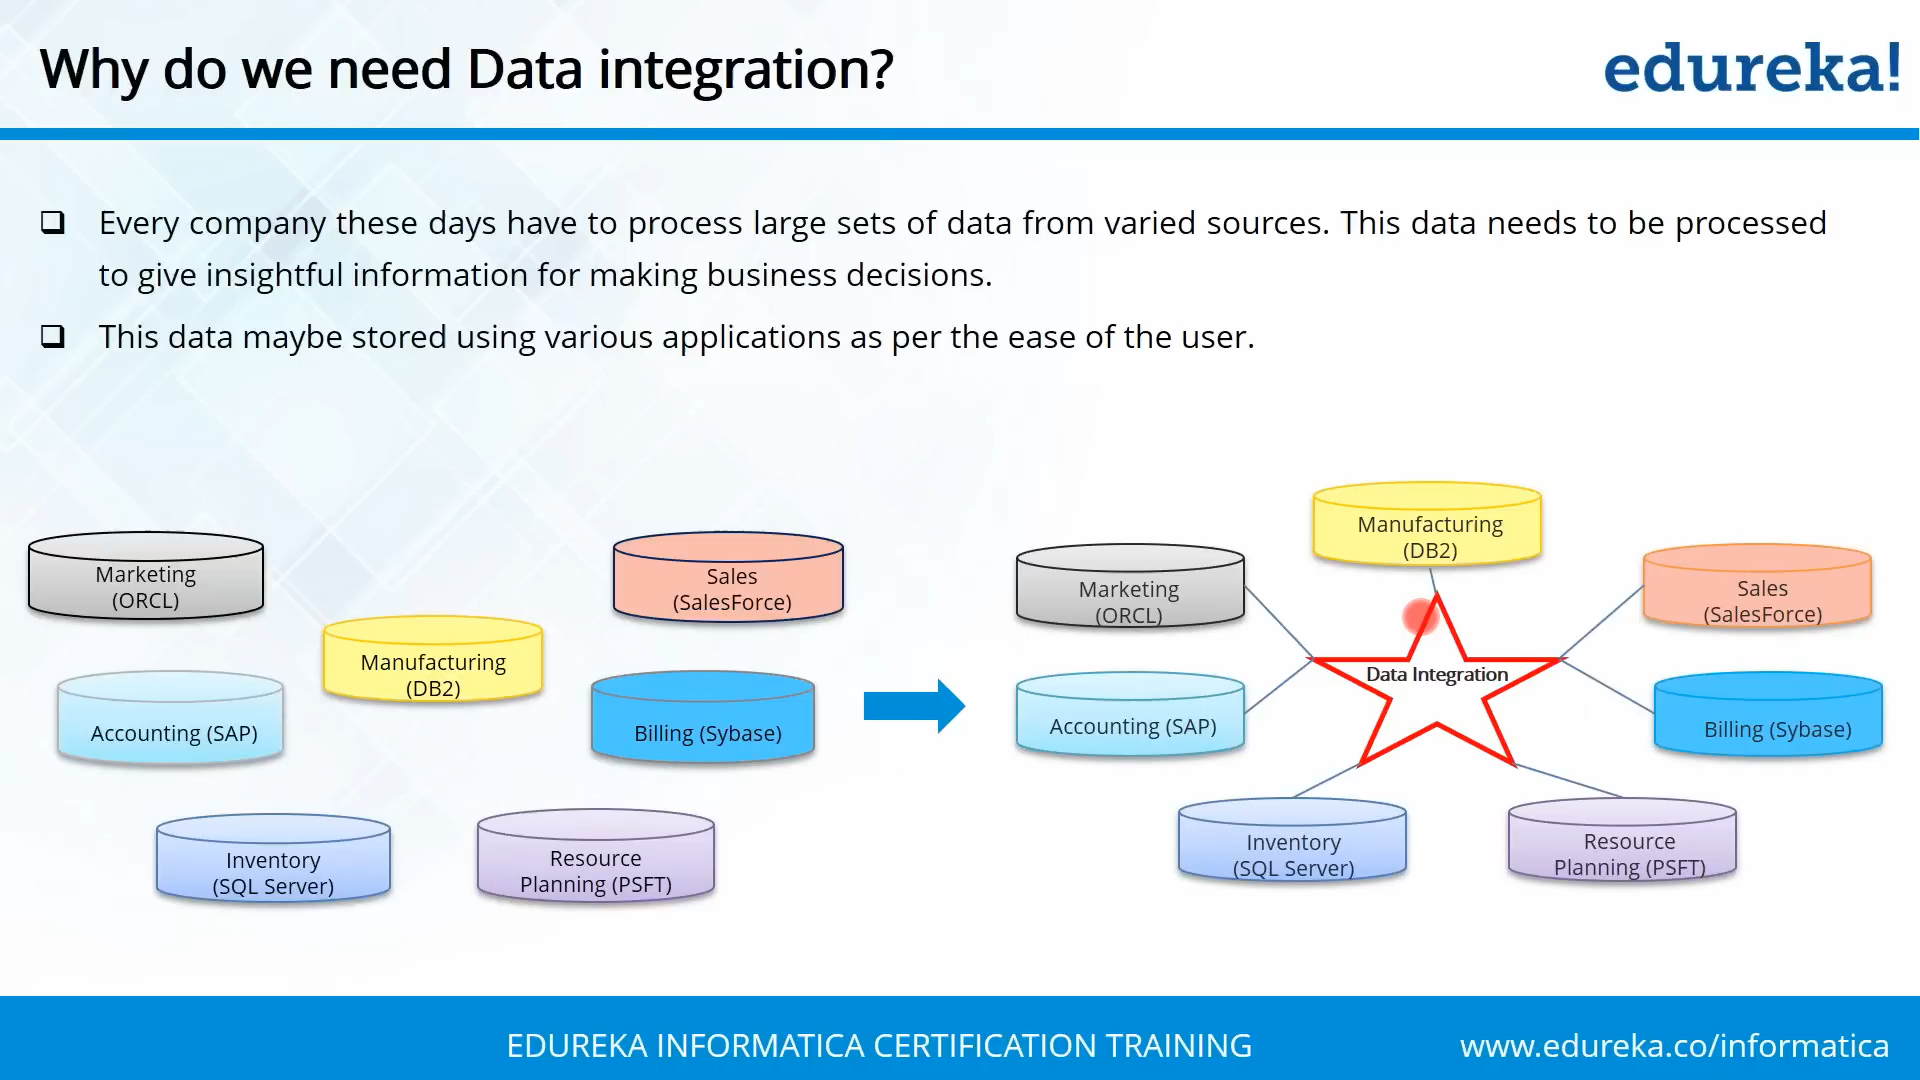 Why do we need Data integration?
edureka!
❑ Every company these days have to process large sets of data from varied sources. This data needs to be processed
to give insightful information for making business decisions.
❑ This data maybe stored using various applications as per the ease of the user.
Marketing
(ORCL)
Sales
(SalesForce)
Manufacturing
(DB2)
Accounting (SAP)
Billing (Sybase)
Inventory
(SQL Server)
Resource
Planning (PSFT)
Manufacturing
(DB2)
Marketing
(ORCL)
Sales
(SalesForce)
Data Integration
Accounting (SAP)
Billing (Sybase)
Inventory
(SQL Server)
Resource
Planning (PSFT)
EDUREKA INFORMATICA CERTIFICATION TRAINING
www.edureka.co/informatica